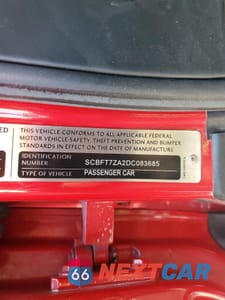 THIS VEHICLE CONFORMS TO ALL APPLICABLE FEDERAL
MOTOR VEHICLE SAFETY, THEFT PREVENTION AND BUMPER
STANDARDS IN EFFECT ON THE DATE OF MANUFACTURE
IDENTIFICATION
NUMBER
SCBFT7ZA2DC083685
TYPE OF VEHICLE
PASSENGER CAR
66 NEXTCAR